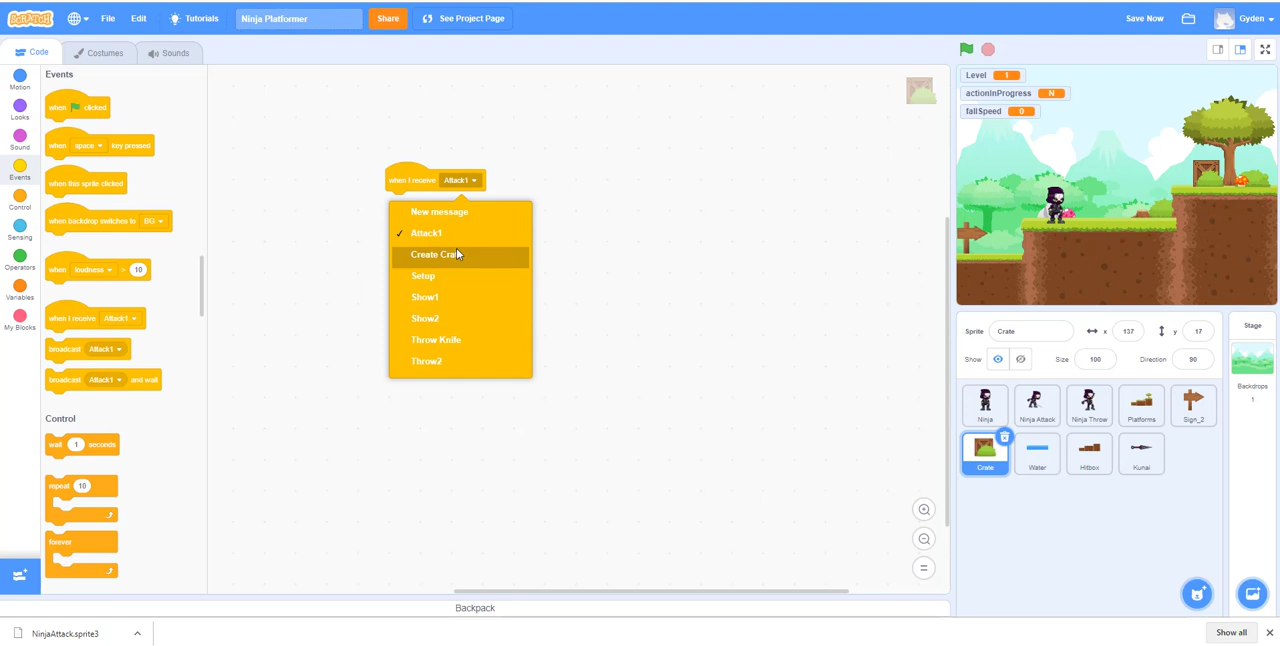 SCRATCH File Edit Tutorials Ninja Platformer Share See Project Page Save Now Gyden
Code Costumes Sounds
Motion
Looks
Sound
Events
Control
Sensing
Operators
Variables
My Blocks
Events
when clicked
when space key pressed
when this sprite clicked
when backdrop switches to BG
when loudness > 10
when I receive Attack1
broadcast Attack1
broadcast Attack1 and wait
Control
wait 1 seconds
repeat 10
forever
when I receive Attack1
New message
✓ Attack1
Create Crate
Setup
Show1
Show2
Throw Knife
Throw2
Level 1
actionInProgress N
fallSpeed 0
Sprite Crate x 137 y 17
Show Size 100 Direction 90
Ninja Ninja Attack Ninja Throw Platforms Sign_2
Crate Water Hitbox Kunai
Stage
Backdrops
1
Backpack
NinjaAttack.sprite3 Show all